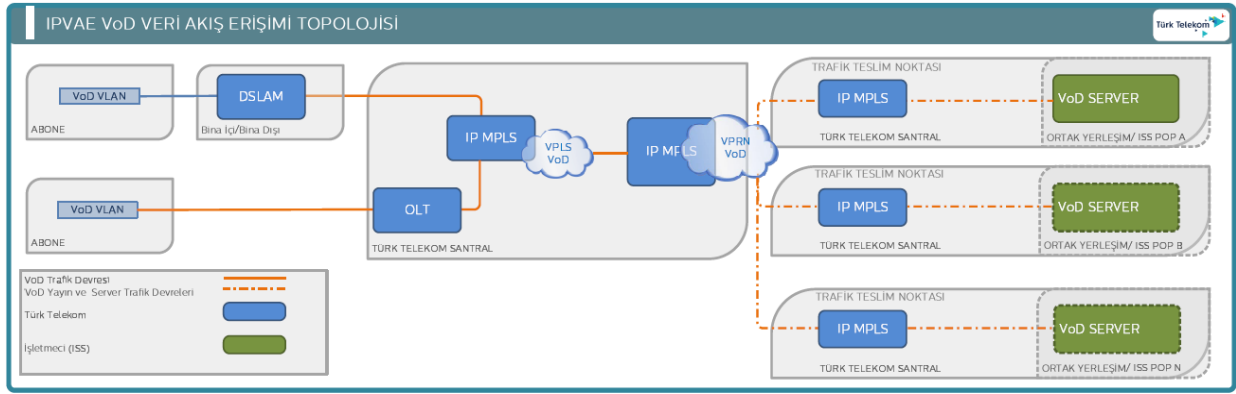 IPVAE VoD VERİ AKIŞ ERİŞİMİ TOPOLOJİSİ
Türk Telekom
VoD VLAN
ABONE
DSLAM
Bina İçi/Bina Dışı
VoD VLAN
ABONE
IP MPLS
VPLS
VoD
OLT
TÜRK TELEKOM SANTRAL
IP MPLS
VPRN
VoD
TRAFİK TESLİM NOKTASI
IP MPLS
TÜRK TELEKOM SANTRAL
VoD SERVER
ORTAK YERLEŞİM/ ISS POP A
TRAFİK TESLİM NOKTASI
IP MPLS
TÜRK TELEKOM SANTRAL
VoD SERVER
ORTAK YERLEŞİM/ ISS POP B
TRAFİK TESLİM NOKTASI
IP MPLS
TÜRK TELEKOM SANTRAL
VoD SERVER
ORTAK YERLEŞİM/ ISS POP N
VoD Trafik Devresi
VoD Yayın ve Server Trafik Devreleri
Türk Telekom
İşletmeci (ISS)